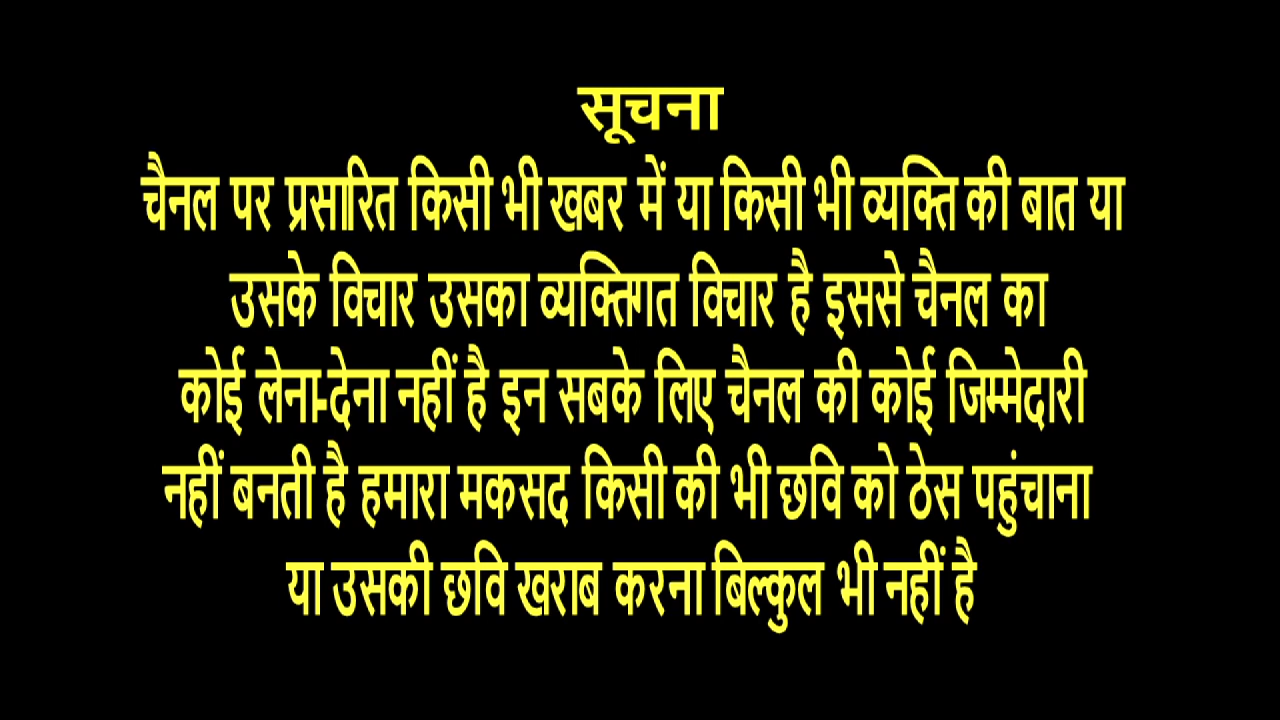 सूचना
चैनल पर प्रसारित किसी भी खबर में या किसी भी व्यक्ति की बात या
उसके विचार उसका व्यक्तिगत विचार है इससे चैनल का
कोई लेना-देना नहीं है इन सबके लिए चैनल की कोई जिम्मेदारी
नहीं बनती है हमारा मकसद किसी की भी छवि को ठेस पहुंचाना
या उसकी छवि खराब करना बिल्कुल भी नहीं है